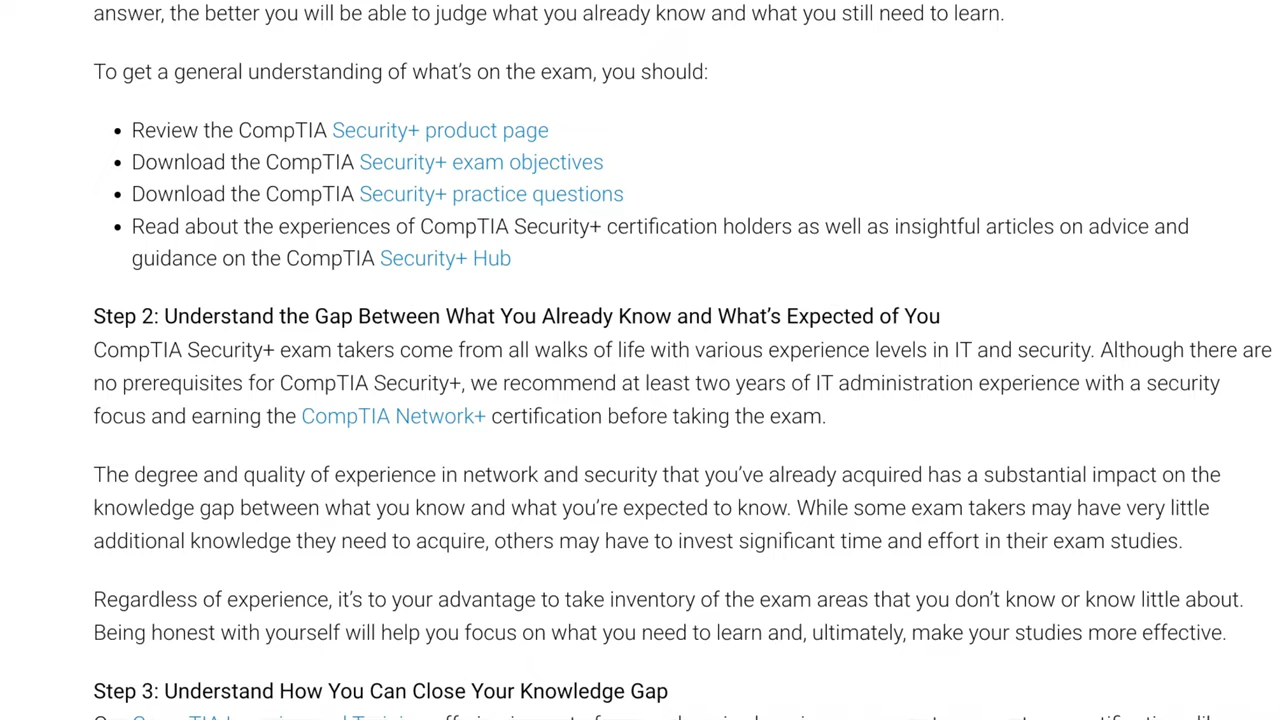 answer, the better you will be able to judge what you already know and what you still need to learn.
To get a general understanding of what's on the exam, you should:
• Review the CompTIA Security+ product page
• Download the CompTIA Security+ exam objectives
• Download the CompTIA Security+ practice questions
• Read about the experiences of CompTIA Security+ certification holders as well as insightful articles on advice and
guidance on the CompTIA Security+ Hub
Step 2: Understand the Gap Between What You Already Know and What's Expected of You
CompTIA Security+ exam takers come from all walks of life with various experience levels in IT and security. Although there are
no prerequisites for CompTIA Security+, we recommend at least two years of IT administration experience with a security
focus and earning the CompTIA Network+ certification before taking the exam.
The degree and quality of experience in network and security that you've already acquired has a substantial impact on the
knowledge gap between what you know and what you're expected to know. While some exam takers may have very little
additional knowledge they need to acquire, others may have to invest significant time and effort in their exam studies.
Regardless of experience, it's to your advantage to take inventory of the exam areas that you don't know or know little about.
Being honest with yourself will help you focus on what you need to learn and, ultimately, make your studies more effective.
Step 3: Understand How You Can Close Your Knowledge Gap